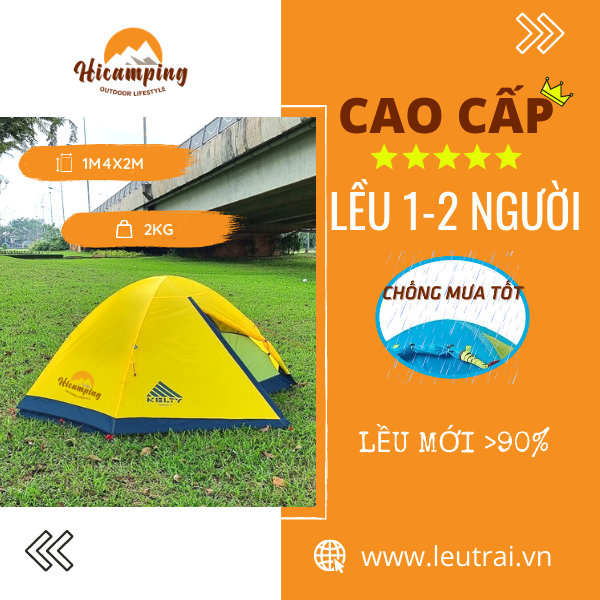 Hicamping
OUTDOOR LIFESTYLE
CAO CẤP
1M4X2M
2KG
LỀU 1-2 NGƯỜI
CHỐNG MƯA TỐT
Hicamping
KELTY
LỀU MỚI >90%
www.leutrai.vn